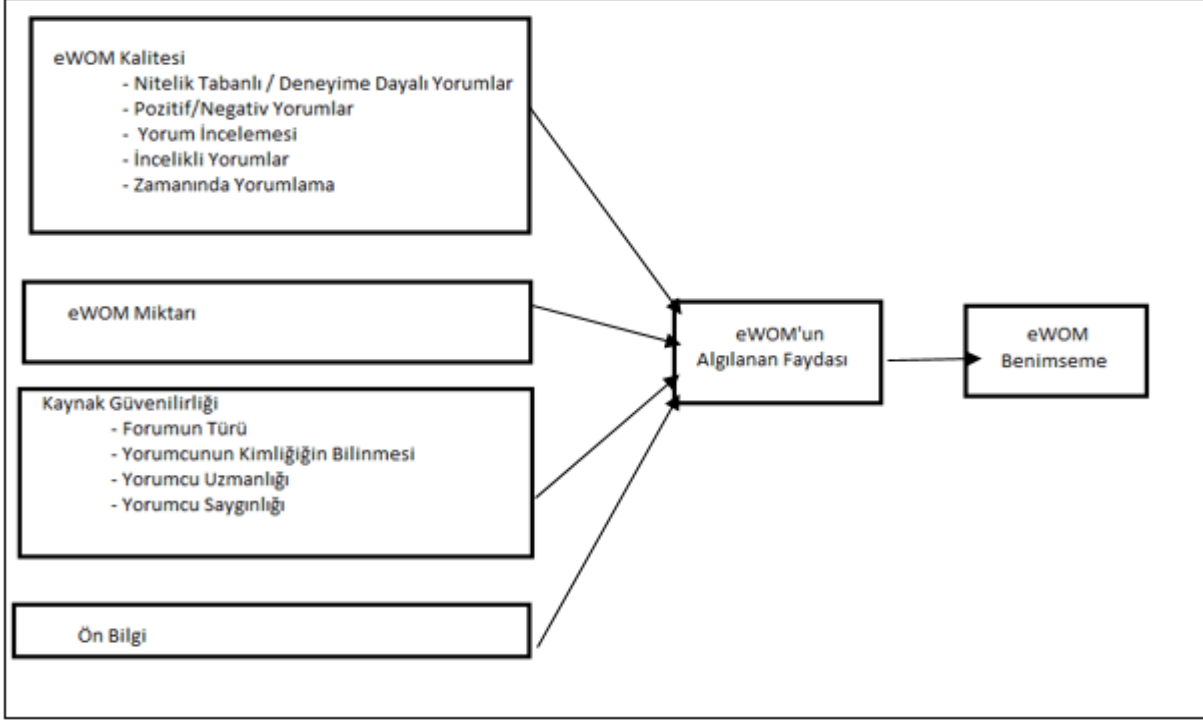 eWOM Kalitesi
- Nitelik Tabanlı / Deneyime Dayalı Yorumlar
- Pozitif/Negativ Yorumlar
- Yorum İncelemesi
- İncelikli Yorumlar
- Zamanında Yorumlama
eWOM Miktarı
Kaynak Güvenilirliği
- Forumun Türü
- Yorumcunun Kimliğiğin Bilinmesi
- Yorumcu Uzmanlığı
- Yorumcu Saygınlığı
Ön Bilgi
eWOM'un
Algılanan Faydası
eWOM
Benimseme